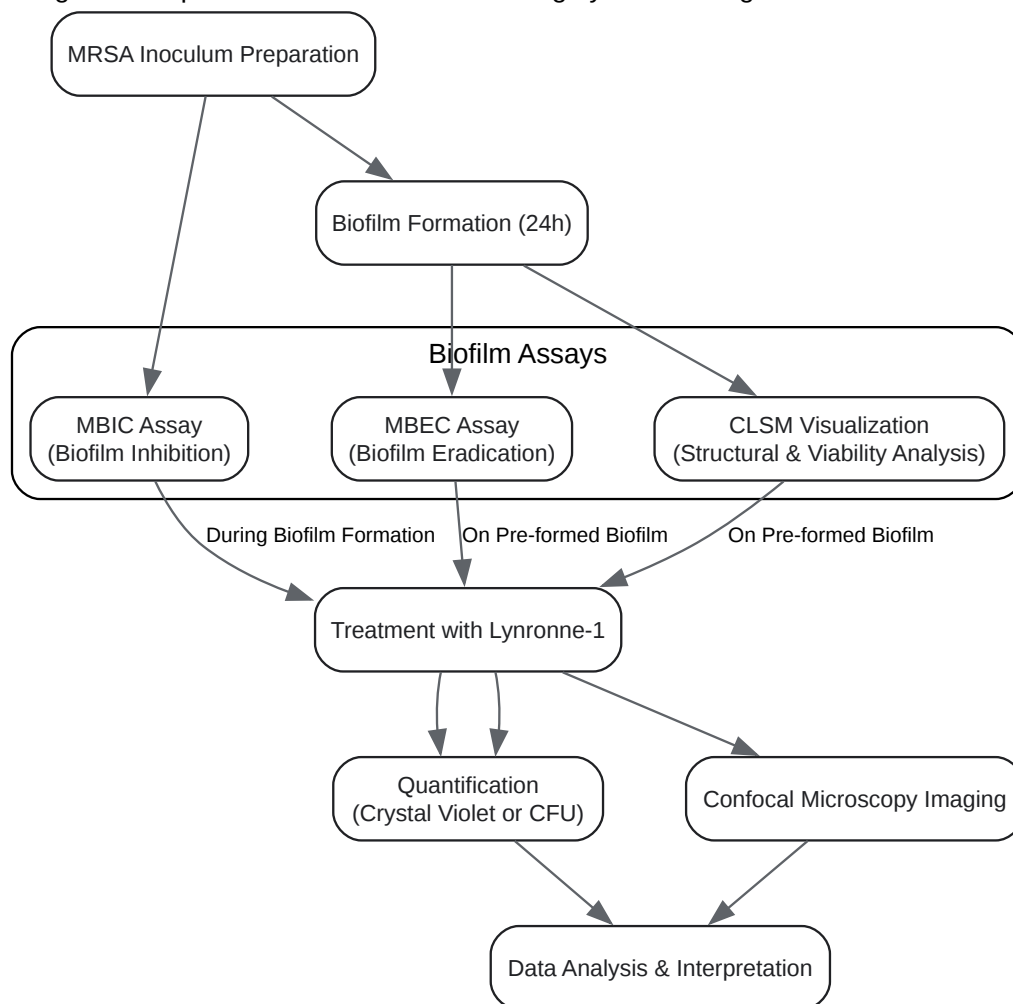 MRSA Inoculum Preparation
Biofilm Formation (24h)
Biofilm Assays
MBIC Assay
(Biofilm Inhibition)
MBEC Assay
(Biofilm Eradication)
CLSM Visualization
(Structural & Viability Analysis)
During Biofilm Formation
On Pre-formed Biofilm
On Pre-formed Biofilm
Treatment with Lynronne-1
Quantification
(Crystal Violet or CFU)
Confocal Microscopy Imaging
Data Analysis & Interpretation